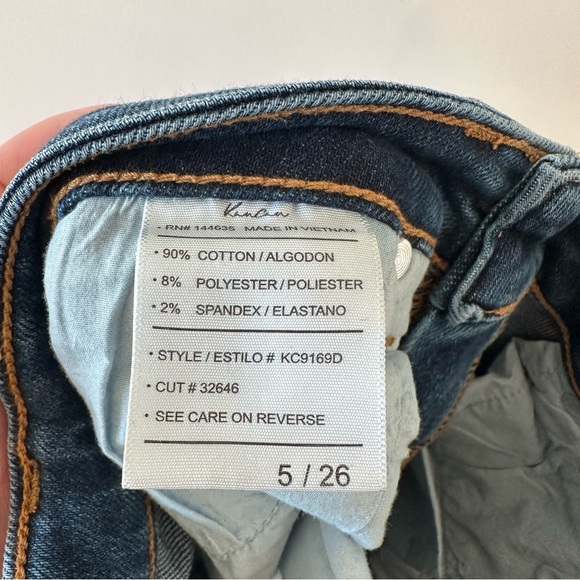 KanCan
• RN# 144635 MADE IN VIETNAM
• 90% COTTON / ALGODON
• 8% POLYESTER / POLIESTER
• 2% SPANDEX / ELASTANO
• STYLE / ESTILO # KC9169D
• CUT # 32646
• SEE CARE ON REVERSE
5 / 26